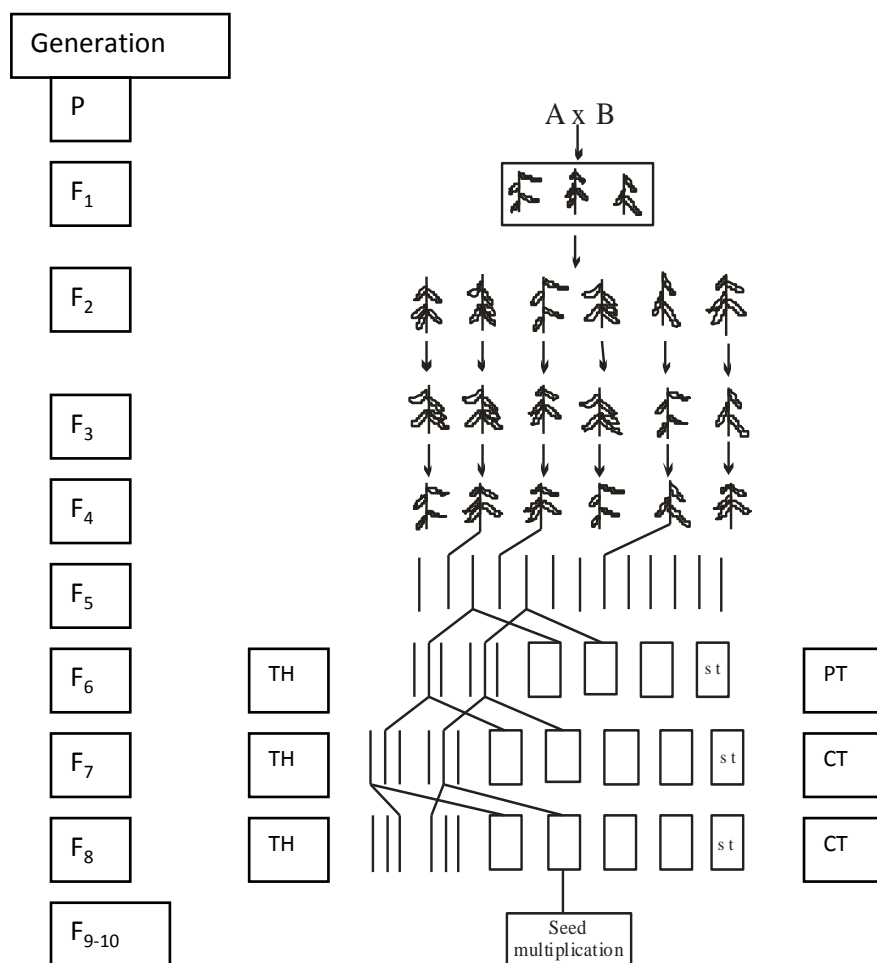 Generation
P
A x B
F₁
F₂
F₃
F₄
F₅
F₆ TH st PT
F₇ TH st CT
F₈ TH st CT
F₉₋₁₀
Seed
multiplication